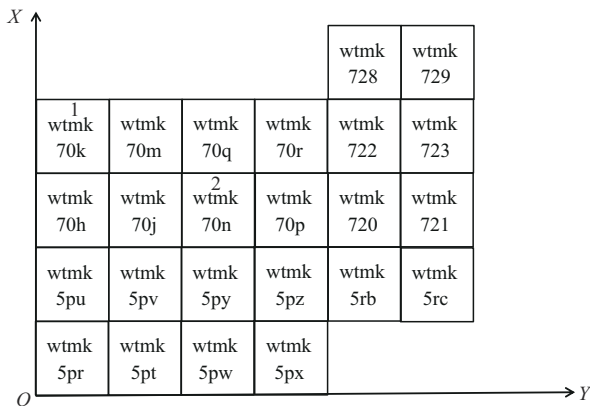 X
wtmk wtmk
728 729
1
wtmk wtmk wtmk wtmk wtmk wtmk
70k 70m 70q 70r 722 723
2
wtmk wtmk wtmk wtmk wtmk wtmk
70h 70j 70n 70p 720 721
wtmk wtmk wtmk wtmk wtmk wtmk
5pu 5pv 5py 5pz 5rb 5rc
wtmk wtmk wtmk wtmk
5pr 5pt 5pw 5px
O Y